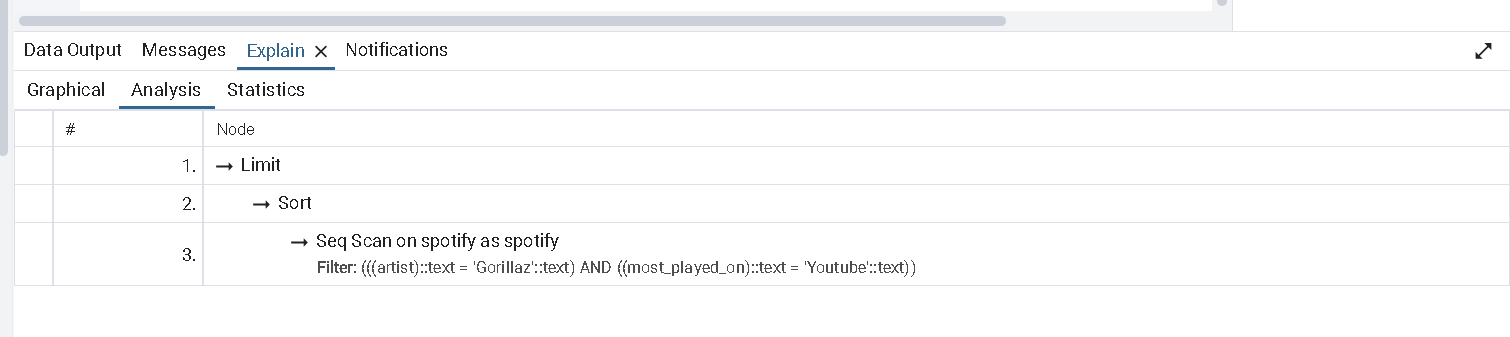 Data Output Messages Explain × Notifications
Graphical Analysis Statistics
# Node
1. → Limit
2. → Sort
3. → Seq Scan on spotify as spotify
Filter: (((artist)::text = 'Gorillaz'::text) AND ((most_played_on)::text = 'Youtube'::text))